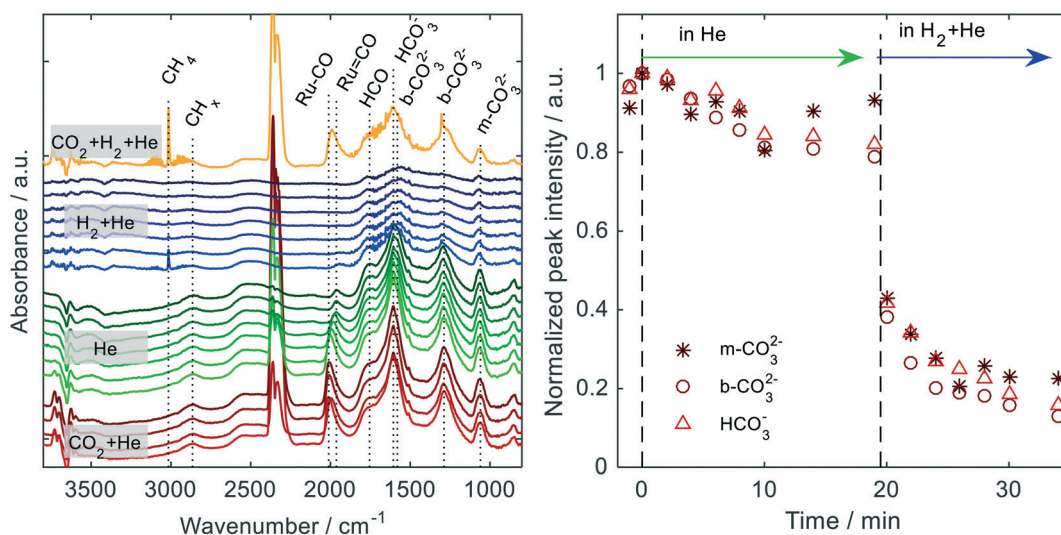 Absorbance / a.u.
CH₄
CHₓ
Ru-CO
Ru=CO
HCO
HCO₃⁻
b-CO₃²⁻
b-CO₃²⁻
m-CO₃²⁻
CO₂+H₂+He
H₂+He
He
CO₂+He
3500 3000 2500 2000 1500 1000
Wavenumber / cm⁻¹
Normalized peak intensity/ a.u.
in He
in H₂+He
1
0.8
0.6
0.4
0.2
0
m-CO₃²⁻
b-CO₃²⁻
HCO₃⁻
0 10 20 30
Time / min